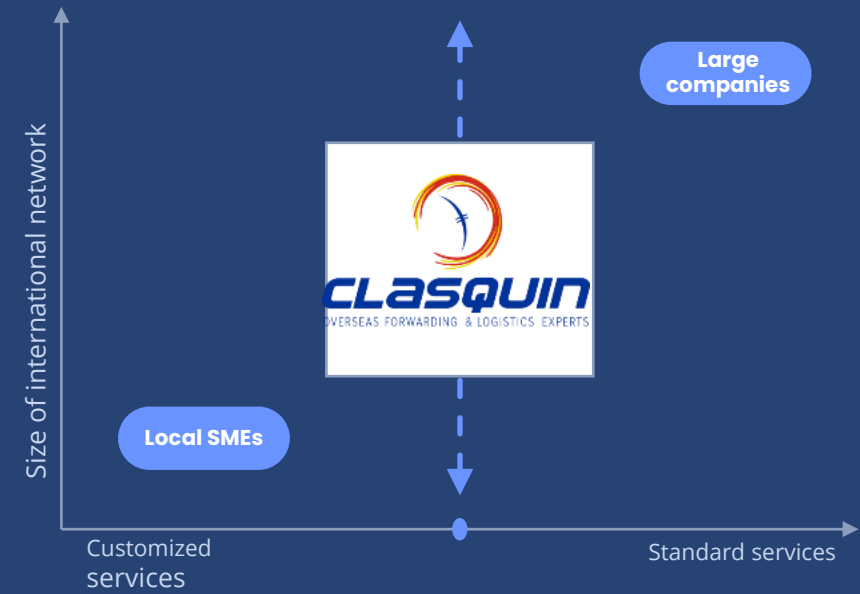 Large
companies
Size of international network
CLASQUIN
OVERSEAS FORWARDING & LOGISTICS EXPERTS
Local SMEs
Customized
services
Standard services